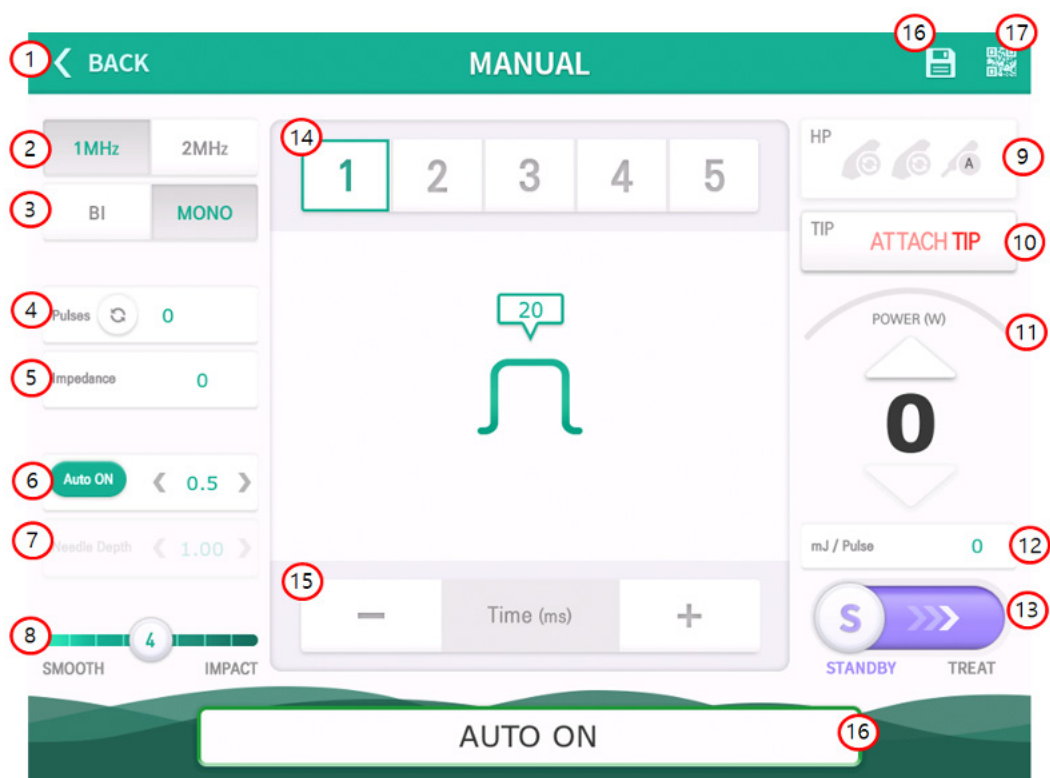 1 BACK MANUAL 16 17
2 1MHz 2MHz
3 BI MONO
4 Pulses 0
5 Impedance 0
6 Auto ON 0.5
7 Needle Depth 1.00
8 4
SMOOTH IMPACT
14 1 2 3 4 5
20
15 Time (ms)
HP A 9
TIP ATTACH TIP 10
POWER (W) 11
0
mJ / Pulse 0 12
S 13
STANDBY TREAT
AUTO ON 16